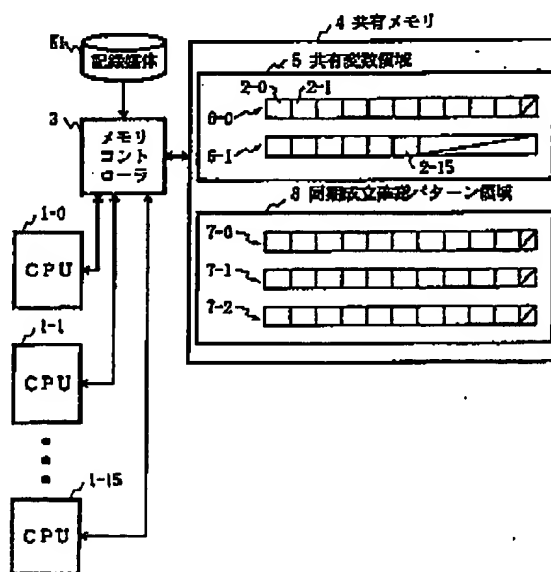 4 共有メモリ
5 共有変数領域
記録媒体
2-0 2-1
6-0
3
メモリ
コント
ローラ
6-1
2-15
8 同期成立確認パターン領域
1-0
CPU
7-0
7-1
7-2
1-1
CPU
1-15
CPU